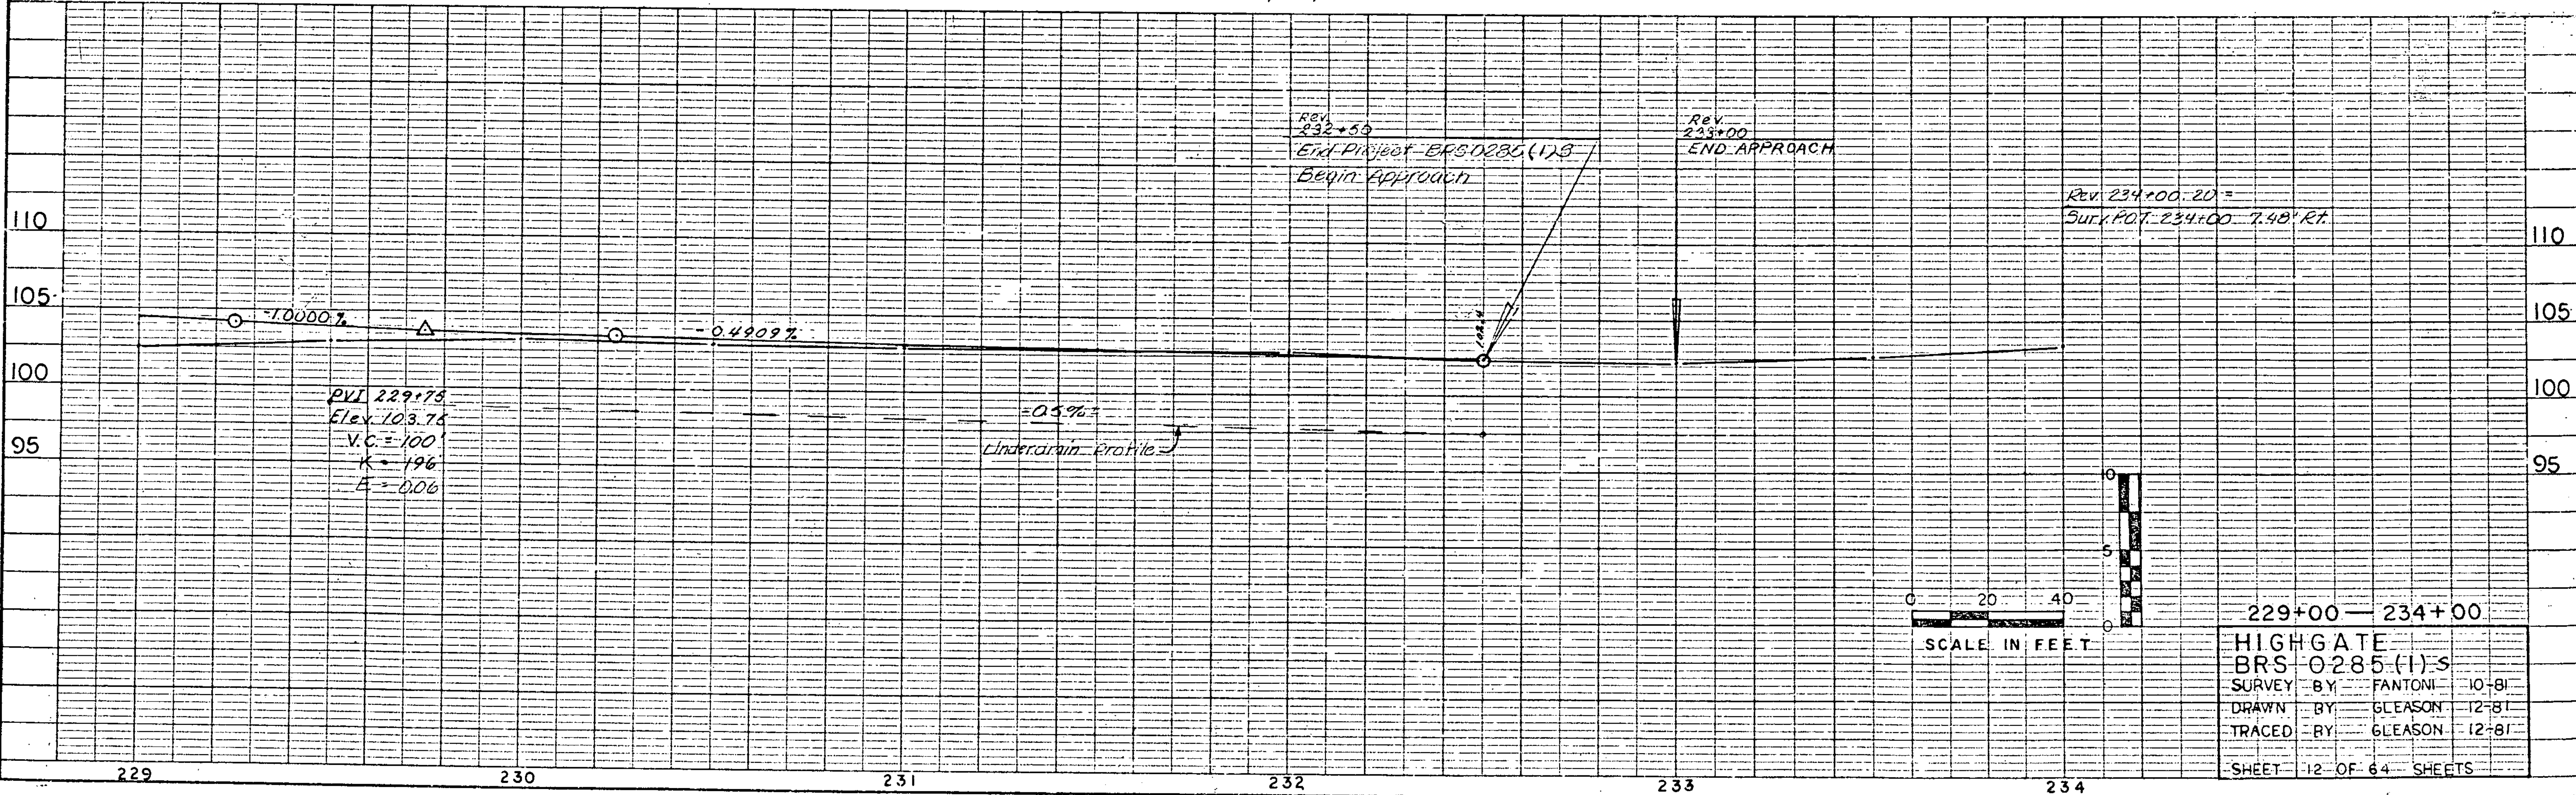 Rev.
232+50
End Project BRS 0285(1)S
Begin Approach
Rev.
233+00
END APPROACH
Rev. 234+00.20 =
Surv. P.O.T. 234+00 7.48' Rt.
110
110
105
105
-1.0000%
-0.4909%
102.4
100
100
PVI 229+75
Elev. 103.76
V.C. = 100'
K = 196
E = 0.06
-0.5%
Underdrain Profile
95
95
10
5
0
0 20 40
SCALE IN FEET
229+00 — 234+00
HIGHGATE
BRS 0285(1)S
SURVEY BY FANTONI 10-81
DRAWN BY GLEASON 12-81
TRACED BY GLEASON 12-81
SHEET 12 OF 64 SHEETS
229 230 231 232 233 234